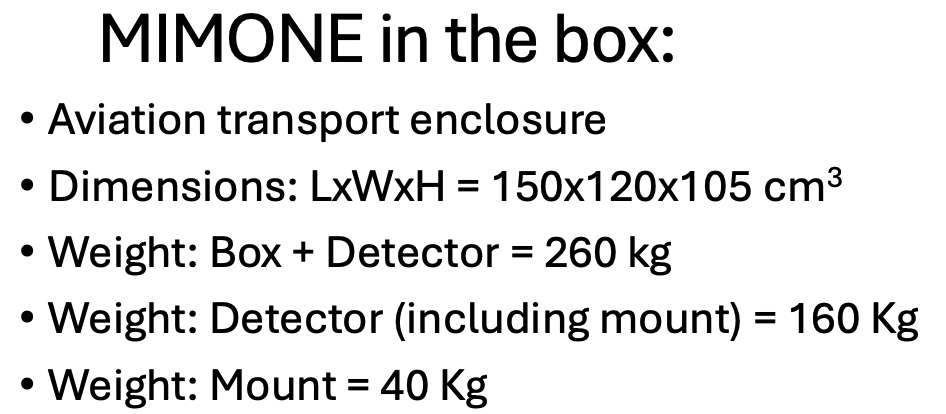 MIMONE in the box:
• Aviation transport enclosure
• Dimensions: LxWxH = 150x120x105 cm³
• Weight: Box + Detector = 260 kg
• Weight: Detector (including mount) = 160 Kg
• Weight: Mount = 40 Kg